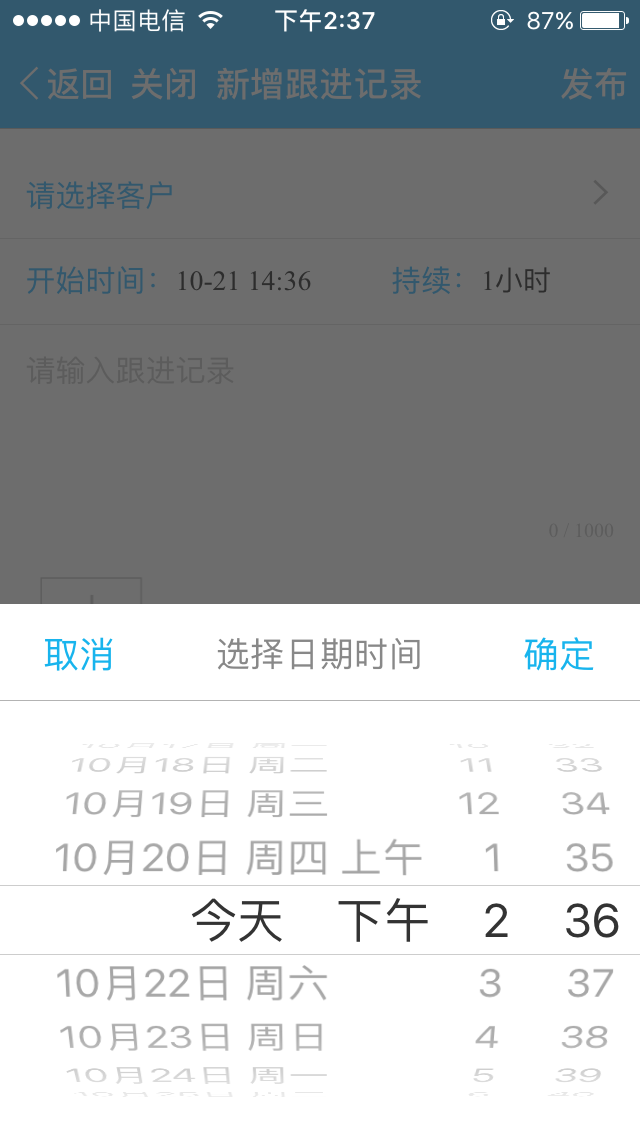 中国电信 下午2:37 87%
返回 关闭 新增跟进记录 发布
请选择客户
开始时间: 10-21 14:36 持续: 1小时
请输入跟进记录
0 / 1000
取消 选择日期时间 确定
10月18日 周二 11 33
10月19日 周三 12 34
10月20日 周四 上午 1 35
今天 下午 2 36
10月22日 周六 3 37
10月23日 周日 4 38
10月24日 周一 5 39